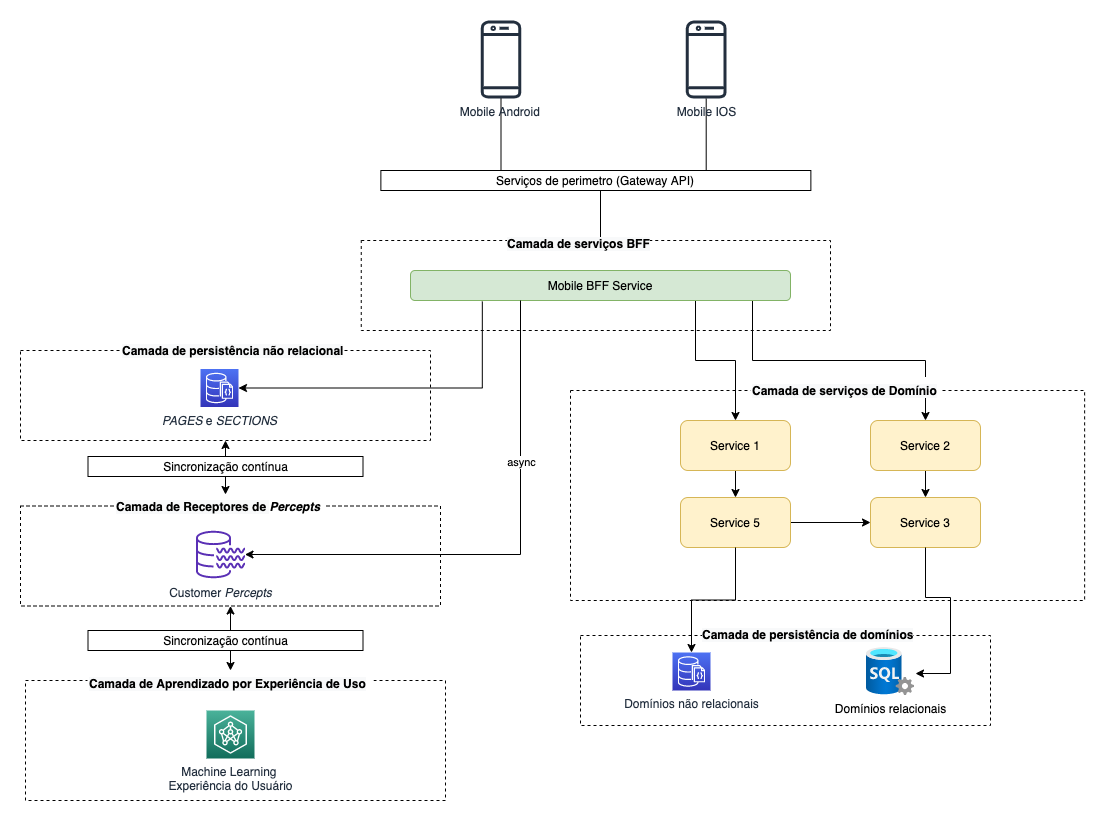 Mobile Android
Mobile IOS
Serviços de perimetro (Gateway API)
Camada de serviços BFF
Mobile BFF Service
Camada de persistência não relacional
PAGES e SECTIONS
Sincronização contínua
Camada de Receptores de Percepts
Customer Percepts
Sincronização contínua
Camada de Aprendizado por Experiência de Uso
Machine Learning
Experiência do Usuário
async
Camada de serviços de Domínio
Service 1
Service 2
Service 5
Service 3
Camada de persistência de domínios
Domínios não relacionais
SQL
Domínios relacionais